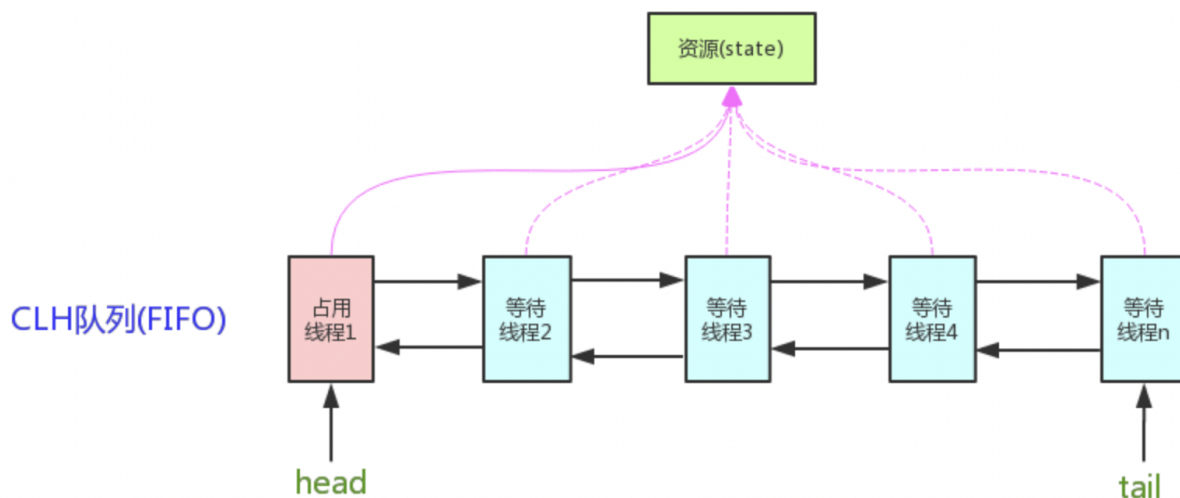 资源(state)
CLH队列(FIFO)
占用
线程1
等待
线程2
等待
线程3
等待
线程4
等待
线程n
head
tail